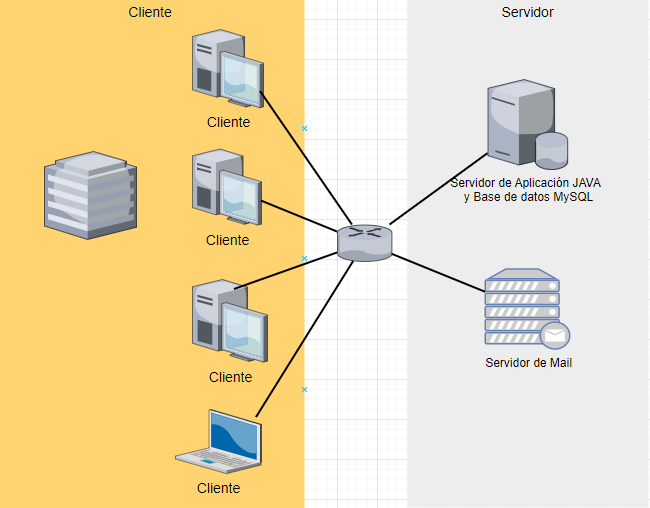 Cliente
Servidor
Cliente
Cliente
Cliente
Cliente
Servidor de Aplicación JAVA
y Base de datos MySQL
Servidor de Mail